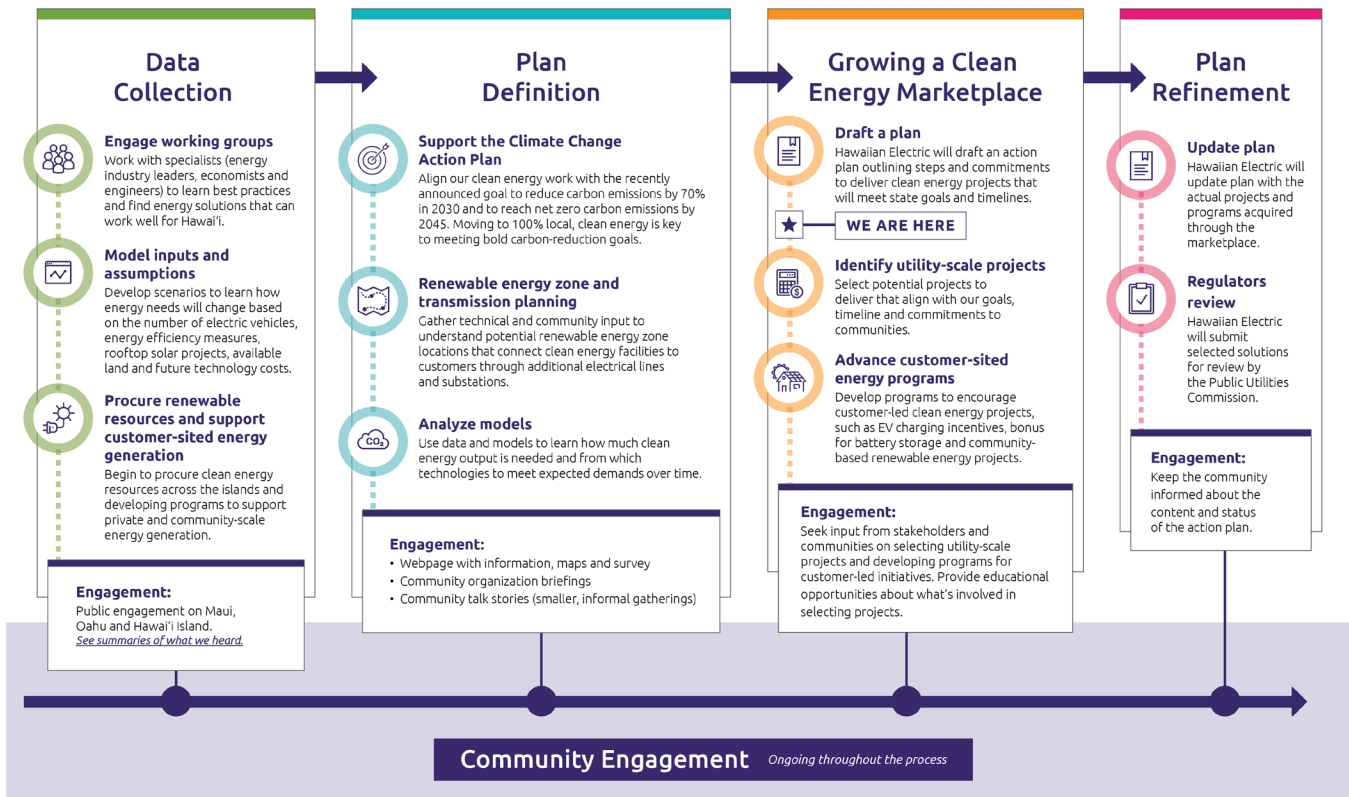 Data
Collection
Engage working groups
Work with specialists (energy
industry leaders, economists and
engineers) to learn best practices
and find energy solutions that can
work well for Hawai‘i.
Model inputs and
assumptions
Develop scenarios to learn how
energy needs will change based
on the number of electric vehicles,
energy efficiency measures,
rooftop solar projects, available
land and future technology costs.
Procure renewable
resources and support
customer-sited energy
generation
Begin to procure clean energy
resources across the islands and
developing programs to support
private and community-scale
energy generation.
Engagement:
Public engagement on Maui,
Oahu and Hawai‘i Island.
See summaries of what we heard.
Plan
Definition
Support the Climate Change
Action Plan
Align our clean energy work with the recently
announced goal to reduce carbon emissions by 70%
in 2030 and to reach net zero carbon emissions by
2045. Moving to 100% local, clean energy is key
to meeting bold carbon-reduction goals.
Renewable energy zone and
transmission planning
Gather technical and community input to
understand potential renewable energy zone
locations that connect clean energy facilities to
customers through additional electrical lines
and substations.
CO₂
Analyze models
Use data and models to learn how much clean
energy output is needed and from which
technologies to meet expected demands over time.
Engagement:
• Webpage with information, maps and survey
• Community organization briefings
• Community talk stories (smaller, informal gatherings)
Growing a Clean
Energy Marketplace
Draft a plan
Hawaiian Electric will draft an action
plan outlining steps and commitments
to deliver clean energy projects that
will meet state goals and timelines.
WE ARE HERE
$
Identify utility-scale projects
Select potential projects to
deliver that align with our goals,
timeline and commitments to
communities.
Advance customer-sited
energy programs
Develop programs to encourage
customer-led clean energy projects,
such as EV charging incentives, bonus
for battery storage and community-
based renewable energy projects.
Engagement:
Seek input from stakeholders and
communities on selecting utility-scale
projects and developing programs for
customer-led initiatives. Provide educational
opportunities about what’s involved in
selecting projects.
Plan
Refinement
Update plan
Hawaiian Electric will
update plan with the
actual projects and
programs acquired
through the
marketplace.
Regulators
review
Hawaiian Electric
will submit
selected solutions
for review by
the Public Utilities
Commission.
Engagement:
Keep the community
informed about the
content and status
of the action plan.
Community Engagement Ongoing throughout the process